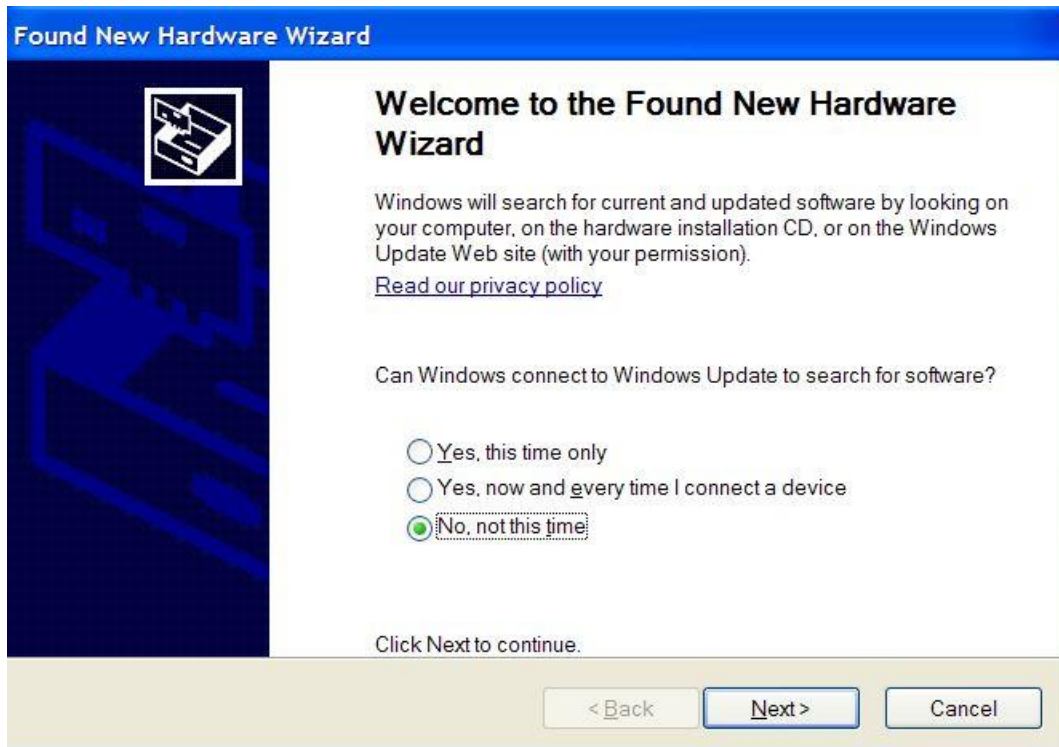 Found New Hardware Wizard
Welcome to the Found New Hardware
Wizard
Windows will search for current and updated software by looking on
your computer, on the hardware installation CD, or on the Windows
Update Web site (with your permission).
Read our privacy policy
Can Windows connect to Windows Update to search for software?
Yes, this time only
Yes, now and every time I connect a device
No, not this time
Click Next to continue.
< Back Next > Cancel